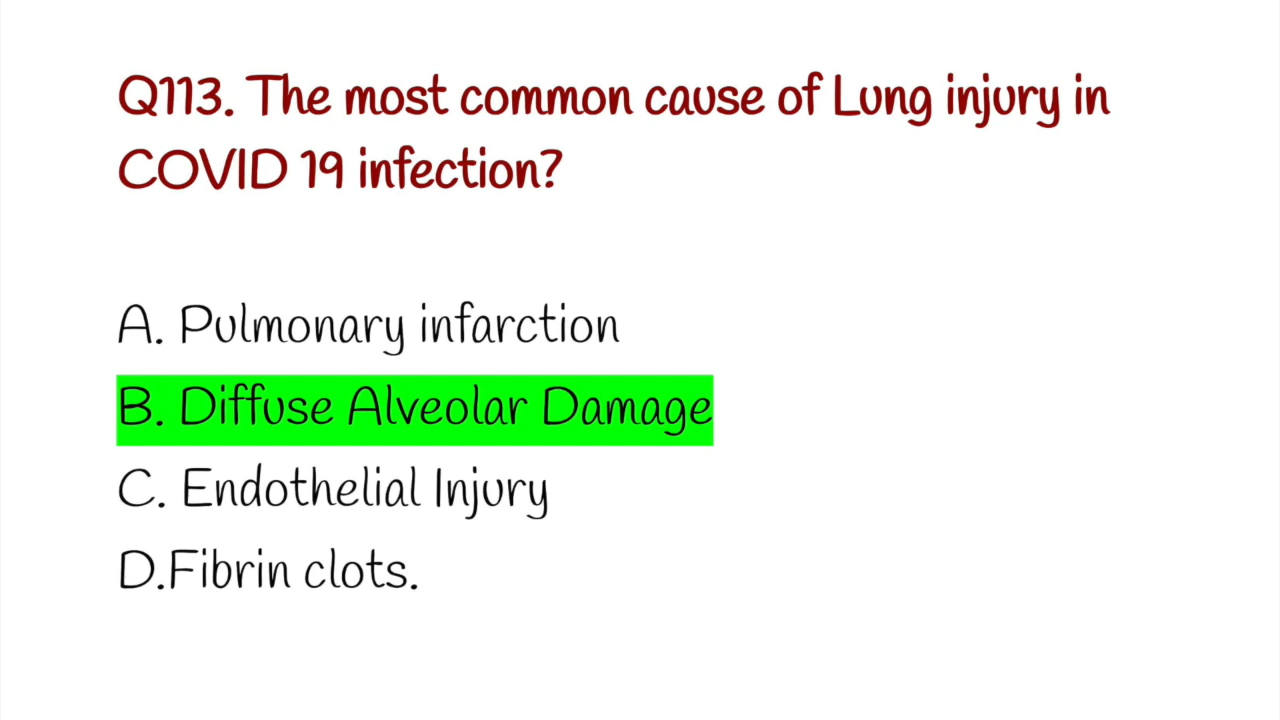 Q113. The most common cause of Lung injury in
COVID 19 infection?
A. Pulmonary infarction
B. Diffuse Alveolar Damage
C. Endothelial Injury
D.Fibrin clots.